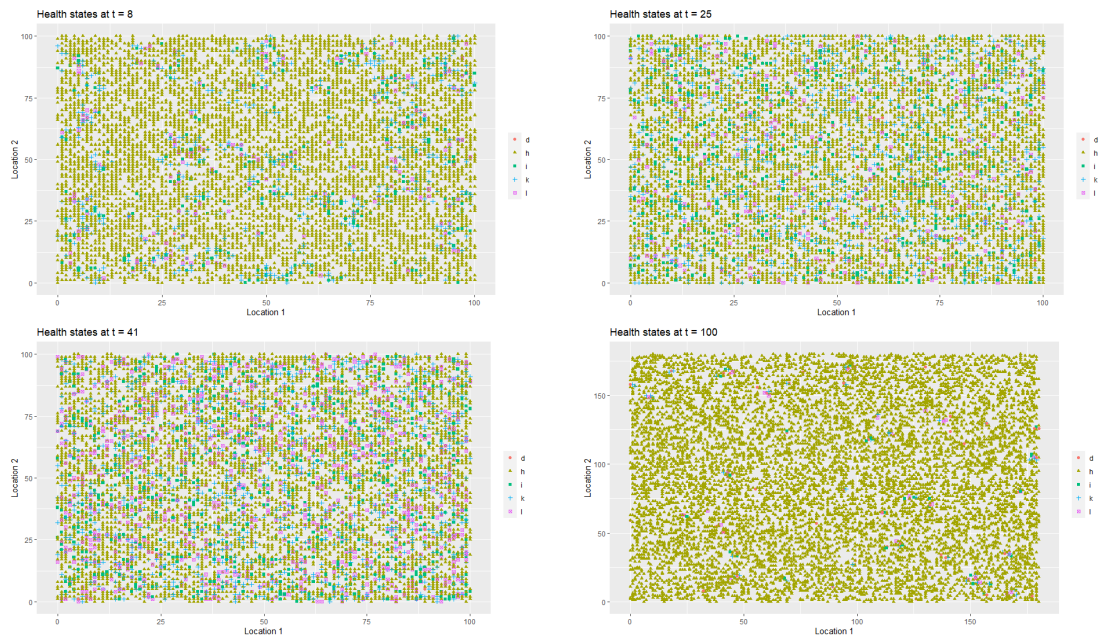 Health states at t = 8
100
75
50
25
0
Location 2
0
25
50
75
100
Location 1
d
h
i
k
l
Health states at t = 25
100
75
50
25
0
Location 2
0
25
50
75
100
Location 1
d
h
i
k
l
Health states at t = 41
100
75
50
25
0
Location 2
0
25
50
75
100
Location 1
d
h
i
k
l
Health states at t = 100
150
100
50
0
Location 2
0
50
100
150
Location 1
d
h
i
k
l